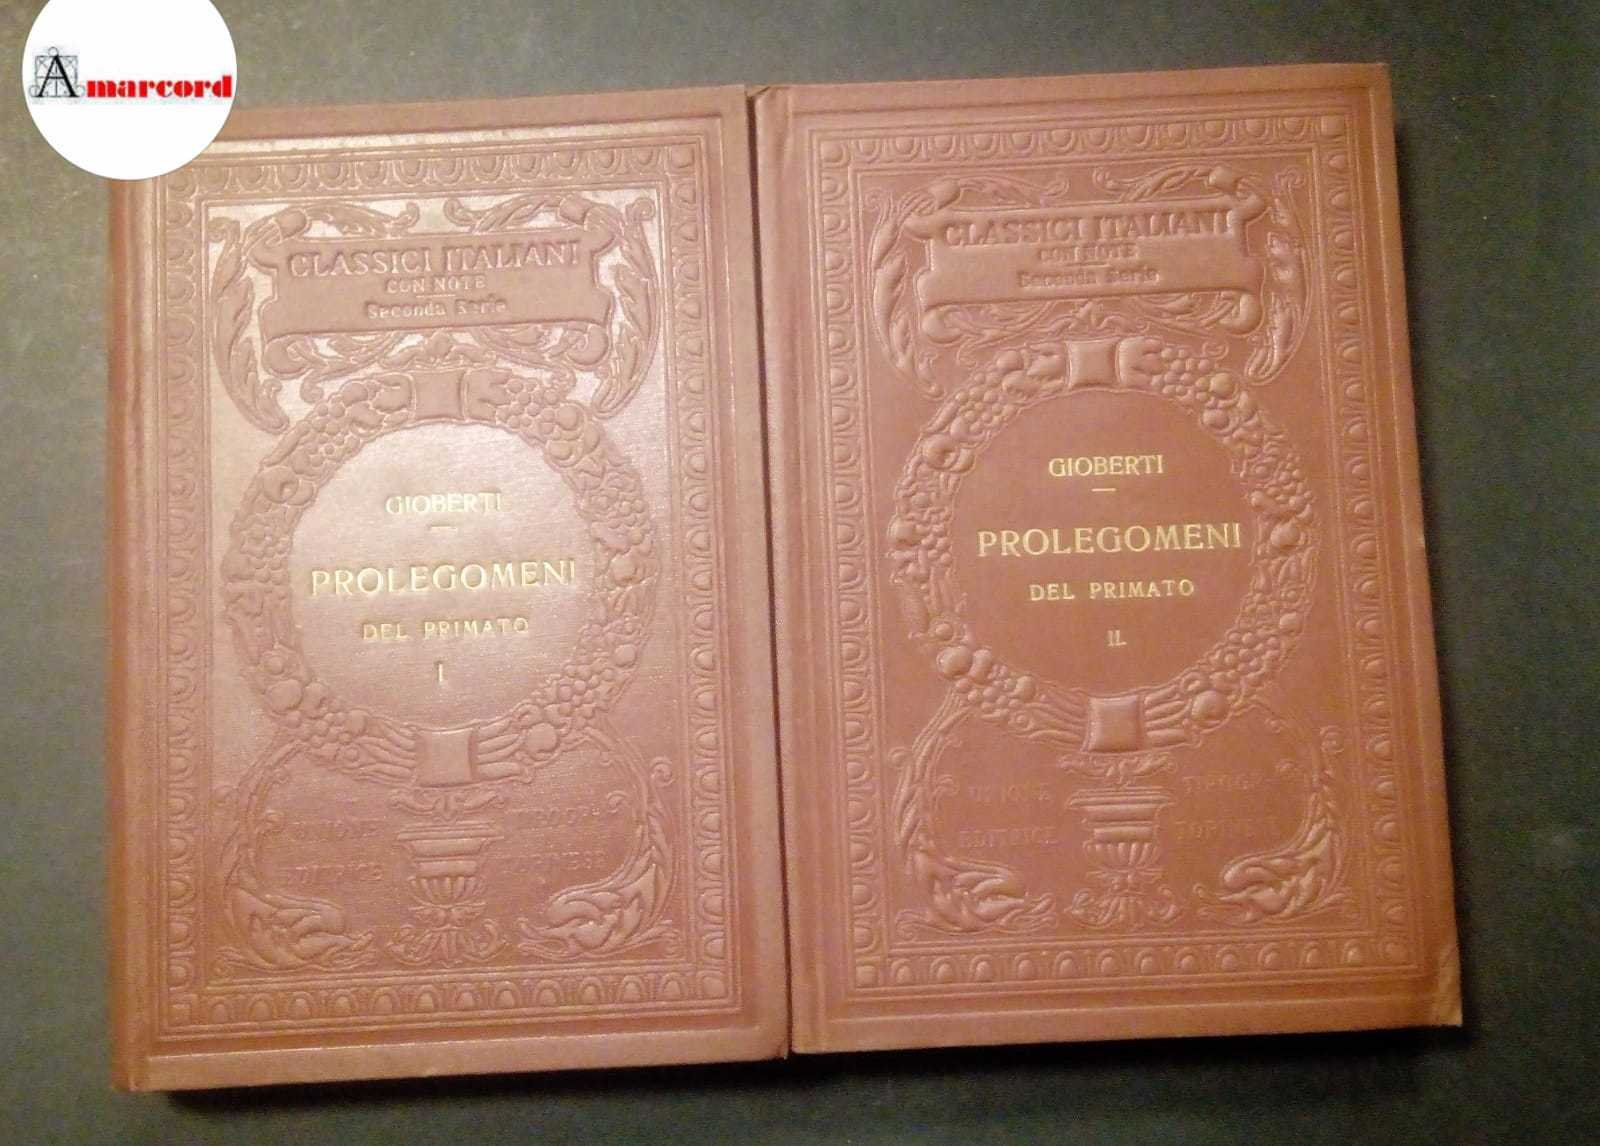 Amarcord
CLASSICI ITALIANI
CON NOTE
Seconda Serie
GIOBERTI
PROLEGOMENI
DEL PRIMATO
I
UNIONE TIPOGR
EDITRICE TORINESE
CLASSICI ITALIANI
CON NOTE
Seconda Serie
GIOBERTI
PROLEGOMENI
DEL PRIMATO
II.
UNIONE TIPOGR
EDITRICE TORINESE